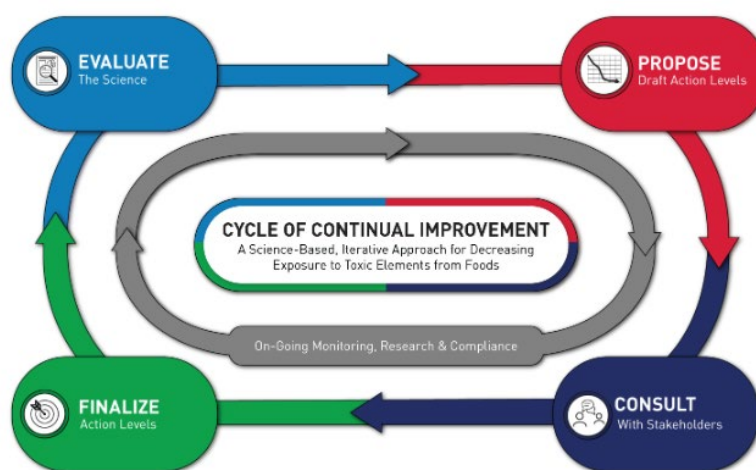 EVALUATE
The Science
PROPOSE
Draft Action Levels
CYCLE OF CONTINUAL IMPROVEMENT
A Science-Based, Iterative Approach for Decreasing
Exposure to Toxic Elements from Foods
On-Going Monitoring, Research & Compliance
FINALIZE
Action Levels
CONSULT
With Stakeholders